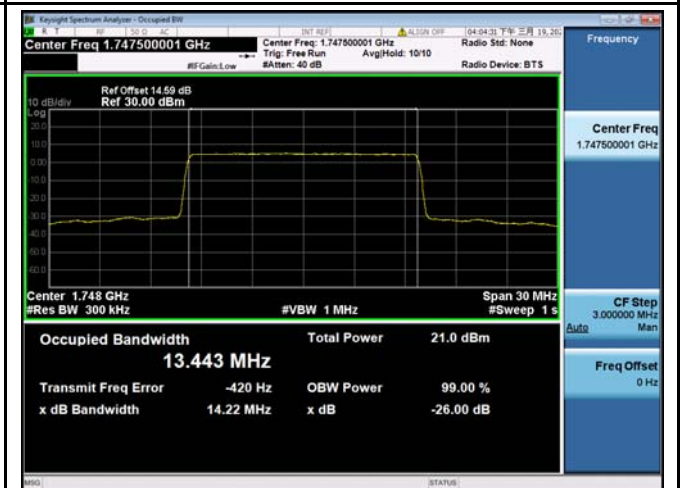 Keysight Spectrum Analyzer - Occupied BW
R T RF 50 Ω AC INT REF ALIGN OFF 04:04:31 下午 三月 19, 202
Center Freq 1.747500001 GHz
Center Freq: 1.747500001 GHz
Radio Std: None
Trig: Free Run Avg|Hold: 10/10
#IFGain:Low #Atten: 40 dB
Radio Device: BTS
Frequency
Ref Offset 14.59 dB
10 dB/div Ref 30.00 dBm
Log
20.0
10.0
0.00
10.0
20.0
30.0
40.0
50.0
60.0
Center 1.748 GHz Span 30 MHz
#Res BW 300 kHz #VBW 1 MHz #Sweep 1 s
Occupied Bandwidth Total Power 21.0 dBm
13.443 MHz
Transmit Freq Error -420 Hz OBW Power 99.00 %
x dB Bandwidth 14.22 MHz x dB -26.00 dB
Center Freq
1.747500001 GHz
CF Step
3.000000 MHz
Auto Man
Freq Offset
0 Hz
MSG STATUS